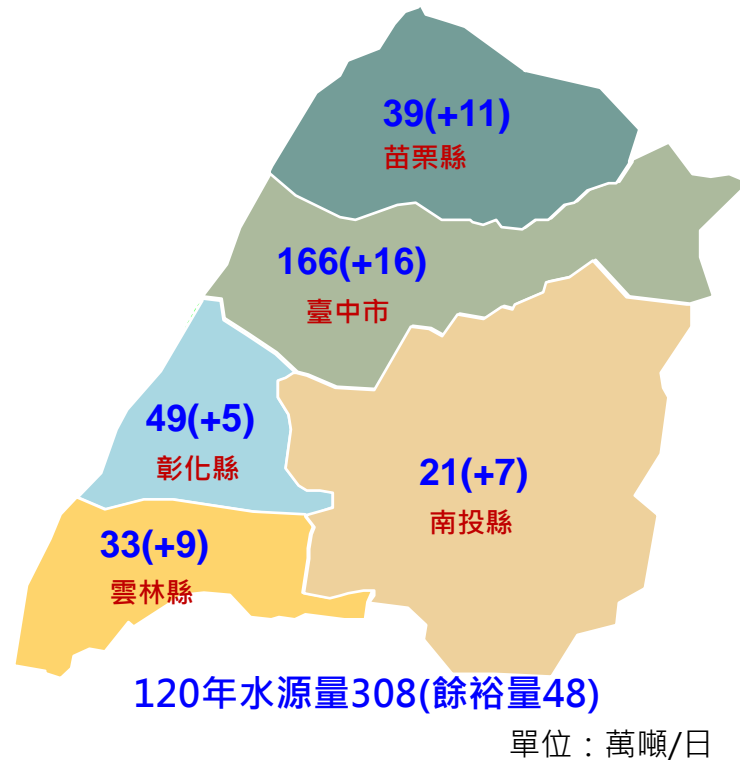 39(+11)
苗栗縣
166(+16)
臺中市
49(+5)
彰化縣
21(+7)
南投縣
33(+9)
雲林縣
120年水源量308(餘裕量48)
單位：萬噸/日